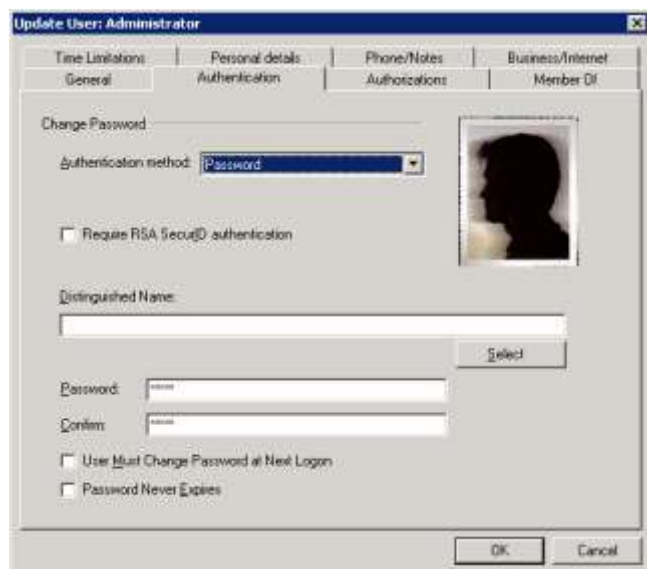 Update User: Administrator
Time Limitations Personal details Phone/Notes Business/Internet
General Authentication Authorizations Member Of
Change Password
Authentication method: Password
Require RSA SecurID authentication
Distinguished Name:
Select
Password: *****
Confirm: *****
User Must Change Password at Next Logon
Password Never Expires
OK Cancel